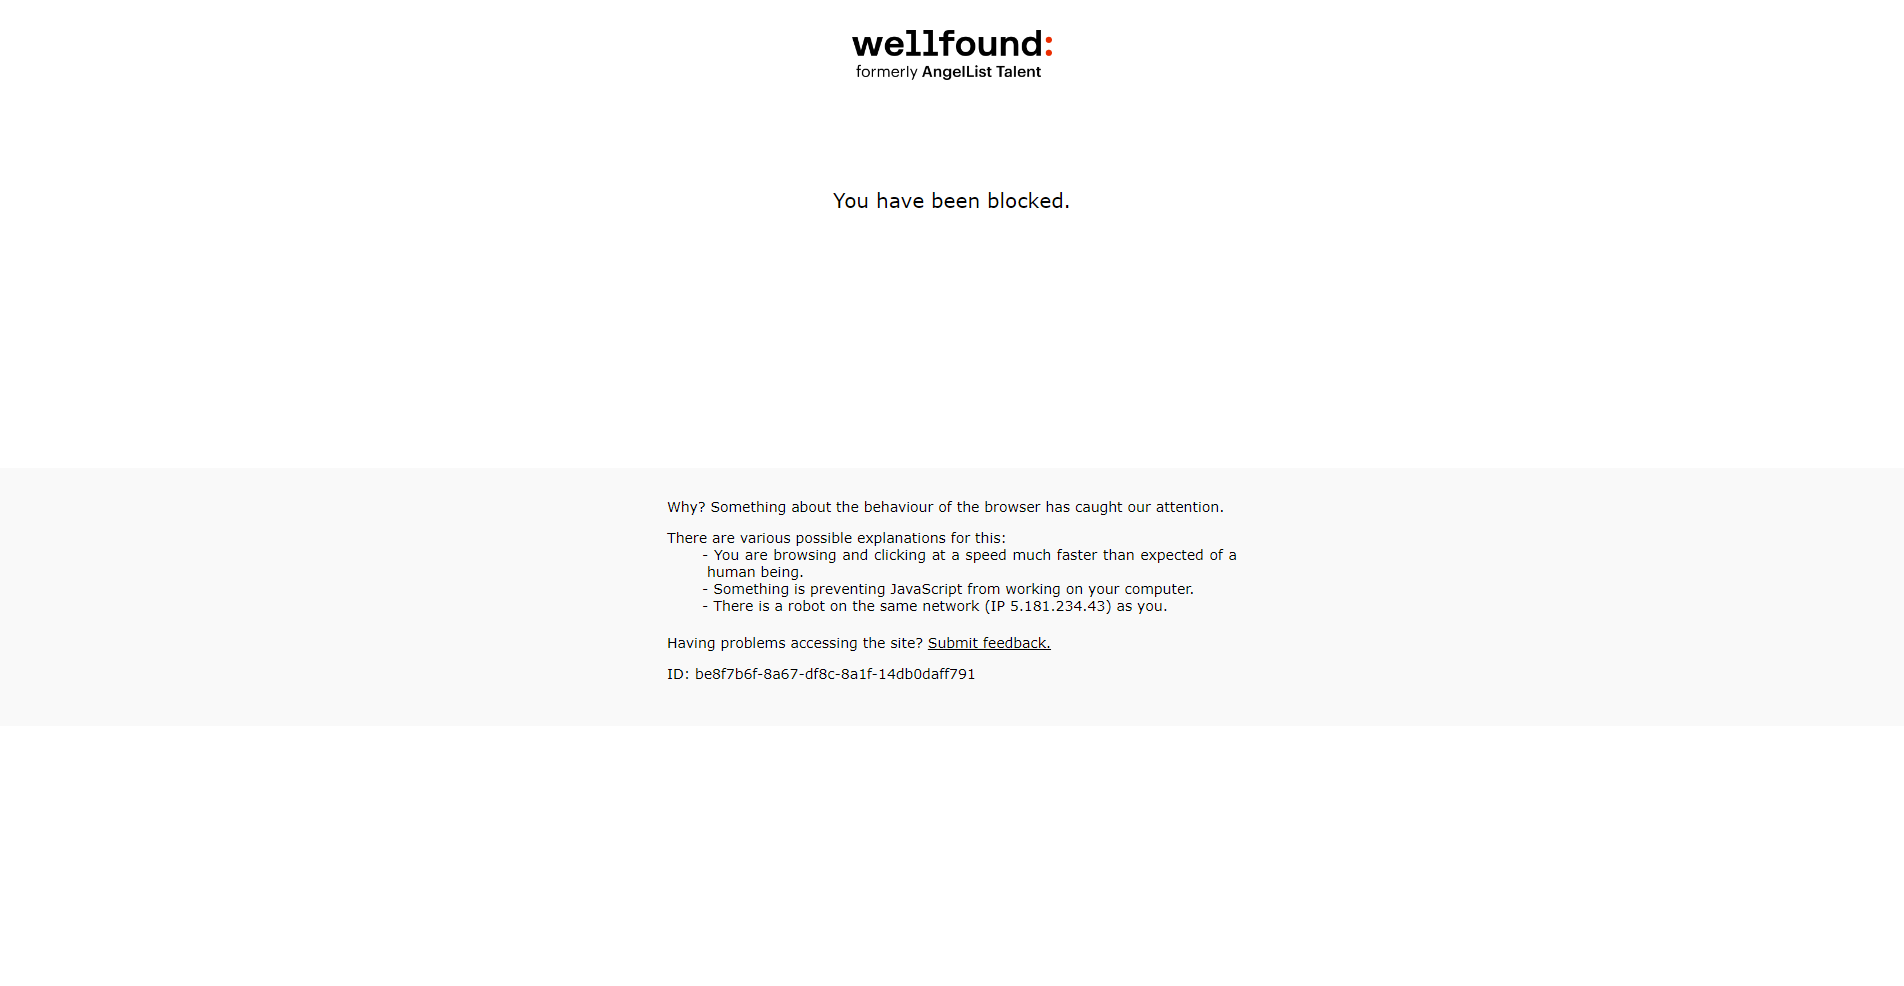 wellfound:
formerly AngelList Talent
You have been blocked.
Why? Something about the behaviour of the browser has caught our attention.
There are various possible explanations for this:
- You are browsing and clicking at a speed much faster than expected of a
human being.
- Something is preventing JavaScript from working on your computer.
- There is a robot on the same network (IP 5.181.234.43) as you.
Having problems accessing the site? Submit feedback.
ID: be8f7b6f-8a67-df8c-8a1f-14db0daff791